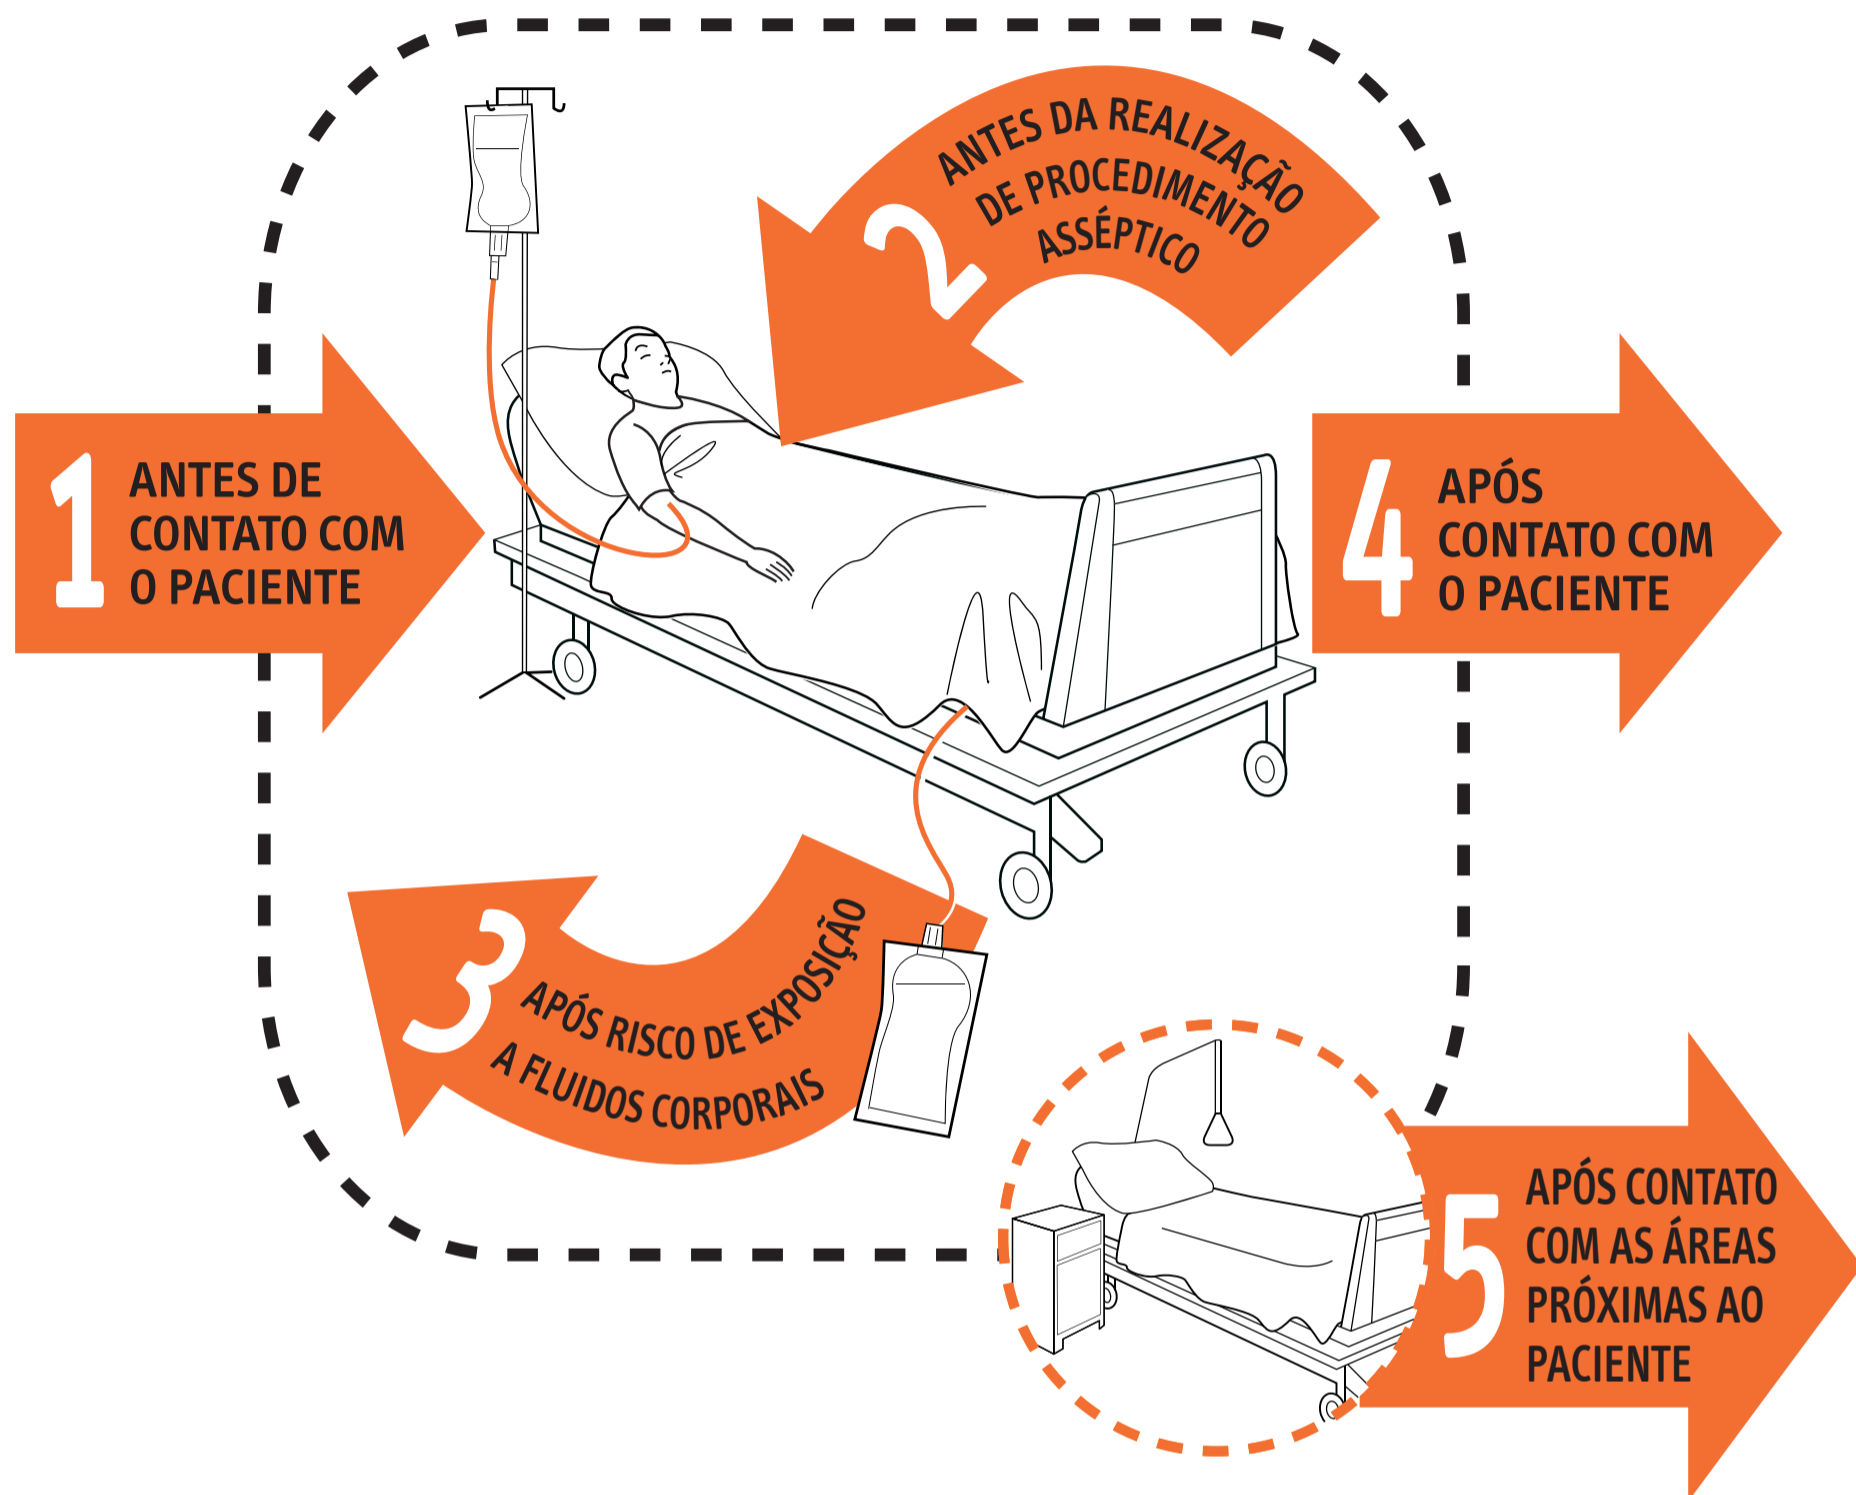 1
ANTES DE
CONTATO COM
O PACIENTE
2
ANTES DA REALIZAÇÃO
DE PROCEDIMENTO
ASSÉPTICO
3
APÓS RISCO DE EXPOSIÇÃO
A FLUIDOS CORPORAIS
4
APÓS
CONTATO COM
O PACIENTE
5
APÓS CONTATO
COM AS ÁREAS
PRÓXIMAS AO
PACIENTE